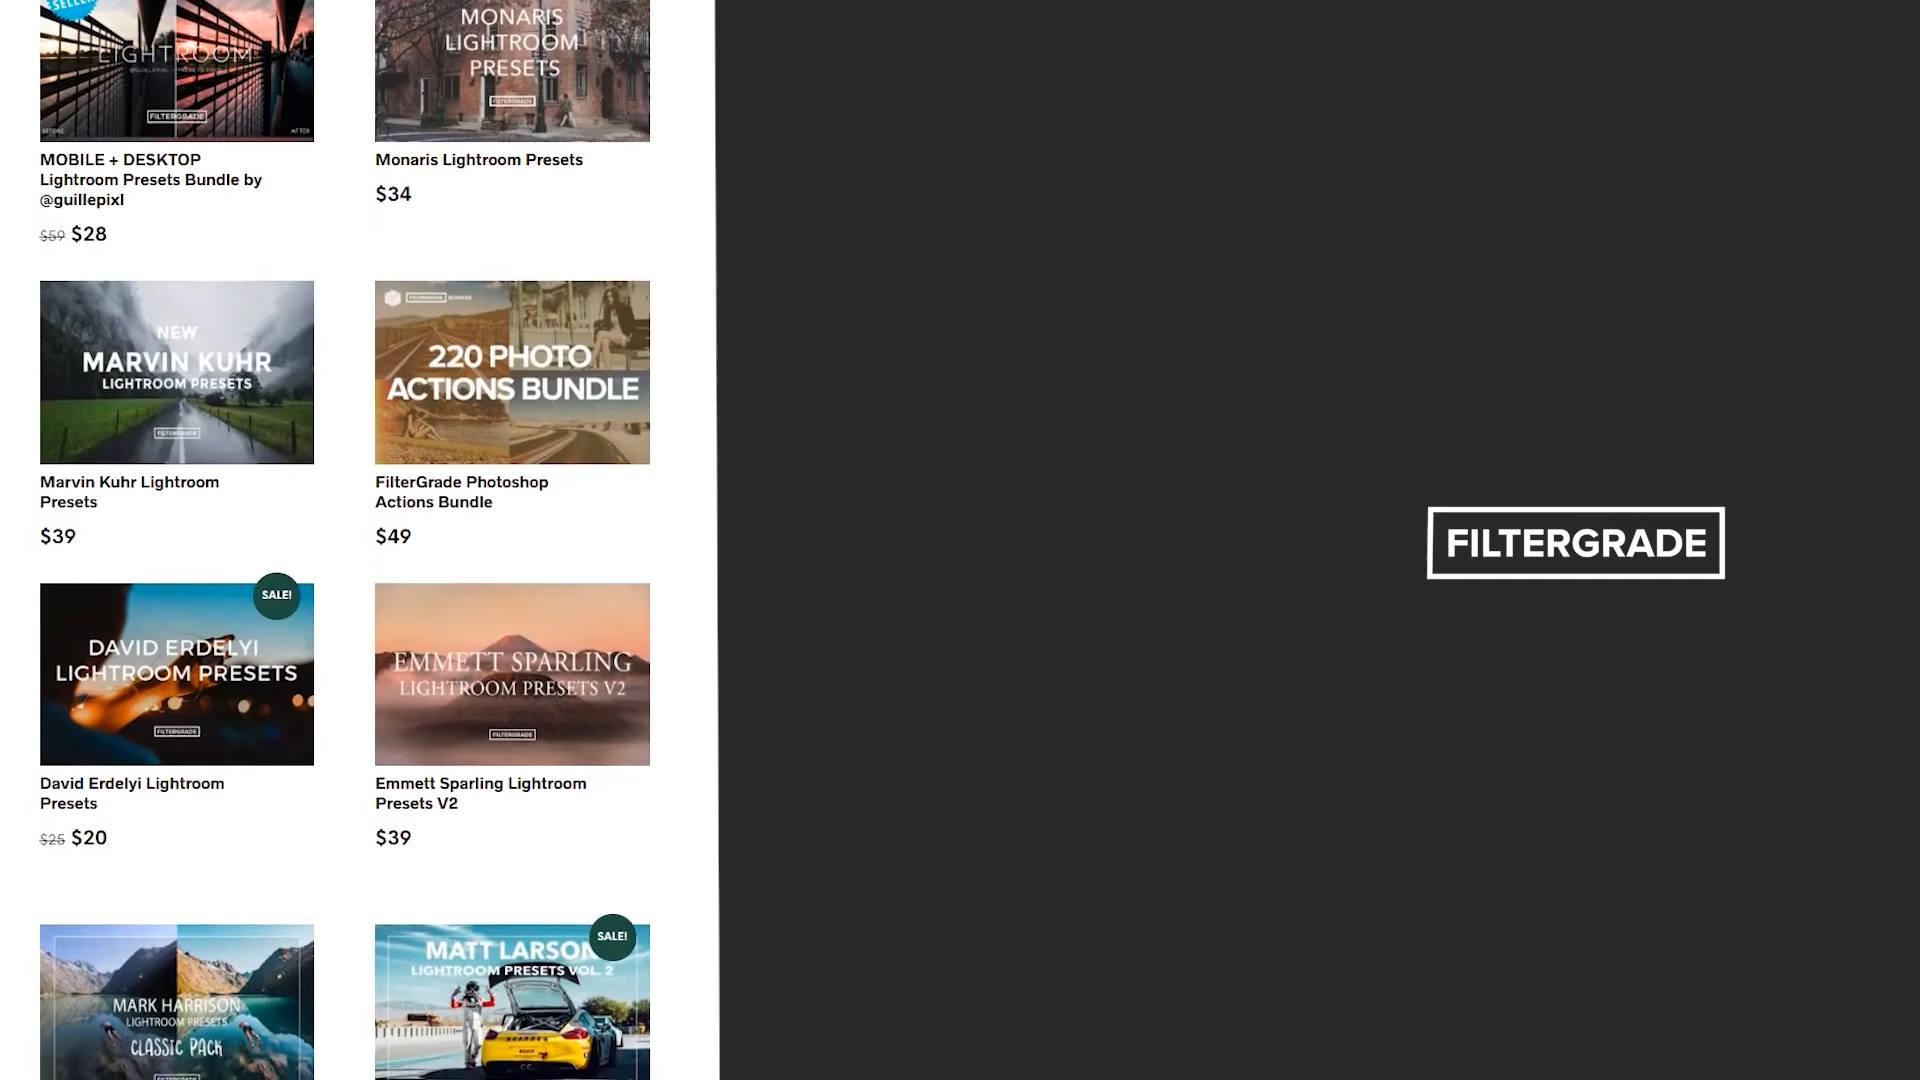 SELLER
LIGHTROOM
FILTERGRADE
BEFORE
AFTER
MOBILE + DESKTOP
Lightroom Presets Bundle by
@guillepixl
$59 $28
MONARIS
LIGHTROOM
PRESETS
FILTERGRADE
Monaris Lightroom Presets
$34
NEW
MARVIN KUHR
LIGHTROOM PRESETS
FILTERGRADE
Marvin Kuhr Lightroom
Presets
$39
FILTERGRADE BUNDLES
220 PHOTO
ACTIONS BUNDLE
FilterGrade Photoshop
Actions Bundle
$49
SALE!
DAVID ERDELYI
LIGHTROOM PRESETS
FILTERGRADE
David Erdelyi Lightroom
Presets
$25 $20
EMMETT SPARLING
LIGHTROOM PRESETS V2
FILTERGRADE
Emmett Sparling Lightroom
Presets V2
$39
MARK HARRISON
LIGHTROOM PRESETS
CLASSIC PACK
FILTERGRADE
SALE!
MATT LARSON
LIGHTROOM PRESETS VOL. 2
FILTERGRADE